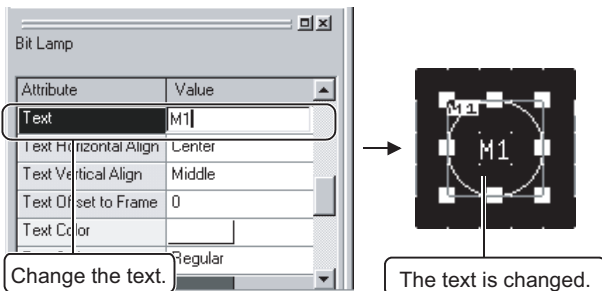 Bit Lamp
Attribute Value
Text M1
Text Horizontal Align Center
Text Vertical Align Middle
Text Offset to Frame 0
Text Color
Regular
Change the text.
M1
M1
The text is changed.